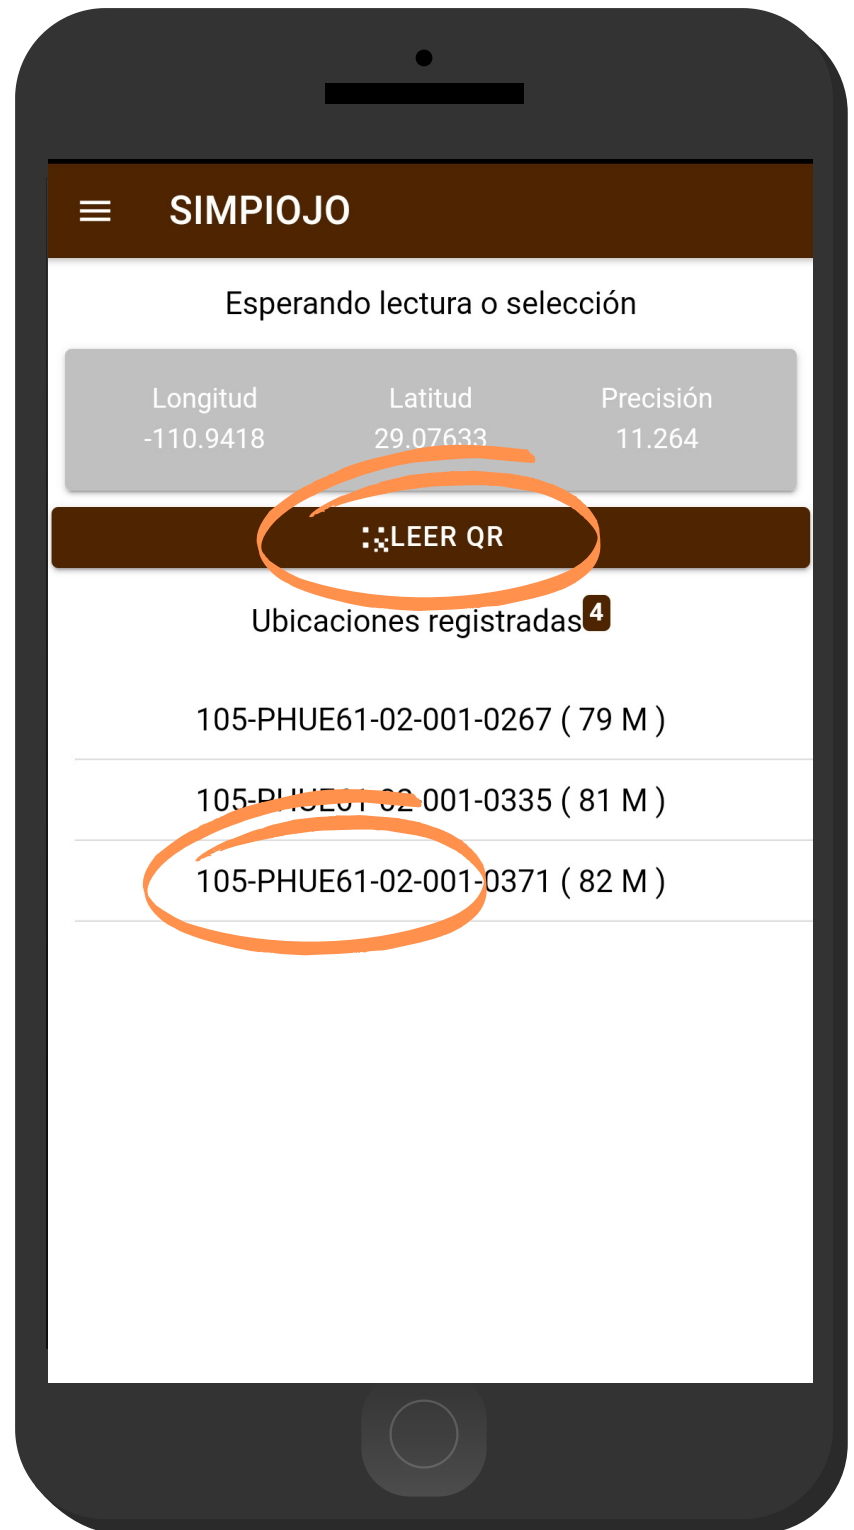 SIMPIOJO
Esperando lectura o selección
Longitud Latitud Precisión
-110.9418 29.07633 11.264
LEER QR
Ubicaciones registradas 4
105-PHUE61-02-001-0267 ( 79 M )
105-PHUE61-02-001-0335 ( 81 M )
105-PHUE61-02-001-0371 ( 82 M )